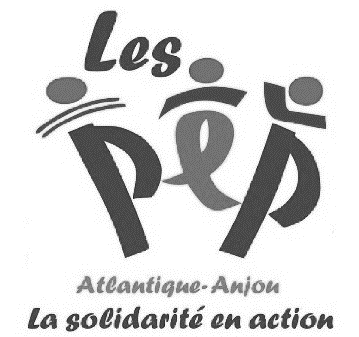 Les
pep
Atlantique-Anjou
La solidarité en action